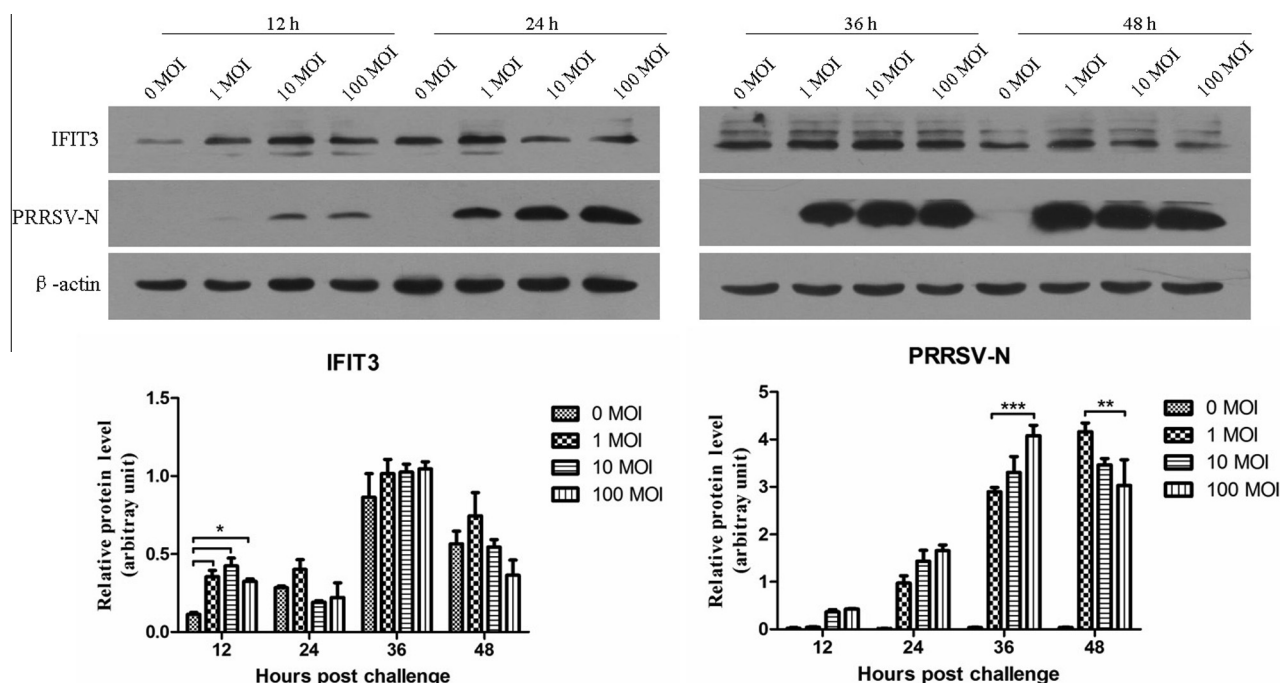 12 h 24 h 36 h 48 h
0 MOI 1 MOI 10 MOI 100 MOI 0 MOI 1 MOI 10 MOI 100 MOI 0 MOI 1 MOI 10 MOI 100 MOI 0 MOI 1 MOI 10 MOI 100 MOI
IFIT3
PRRSV-N
β-actin
IFIT3
Relative protein level
(arbitray unit)
1.5
1.0
0.5
0.0
*
0 MOI
1 MOI
10 MOI
100 MOI
12 24 36 48
Hours post challenge
PRRSV-N
Relative protein level
(arbitray unit)
5
4
3
2
1
0
***
**
0 MOI
1 MOI
10 MOI
100 MOI
12 24 36 48
Hours post challenge